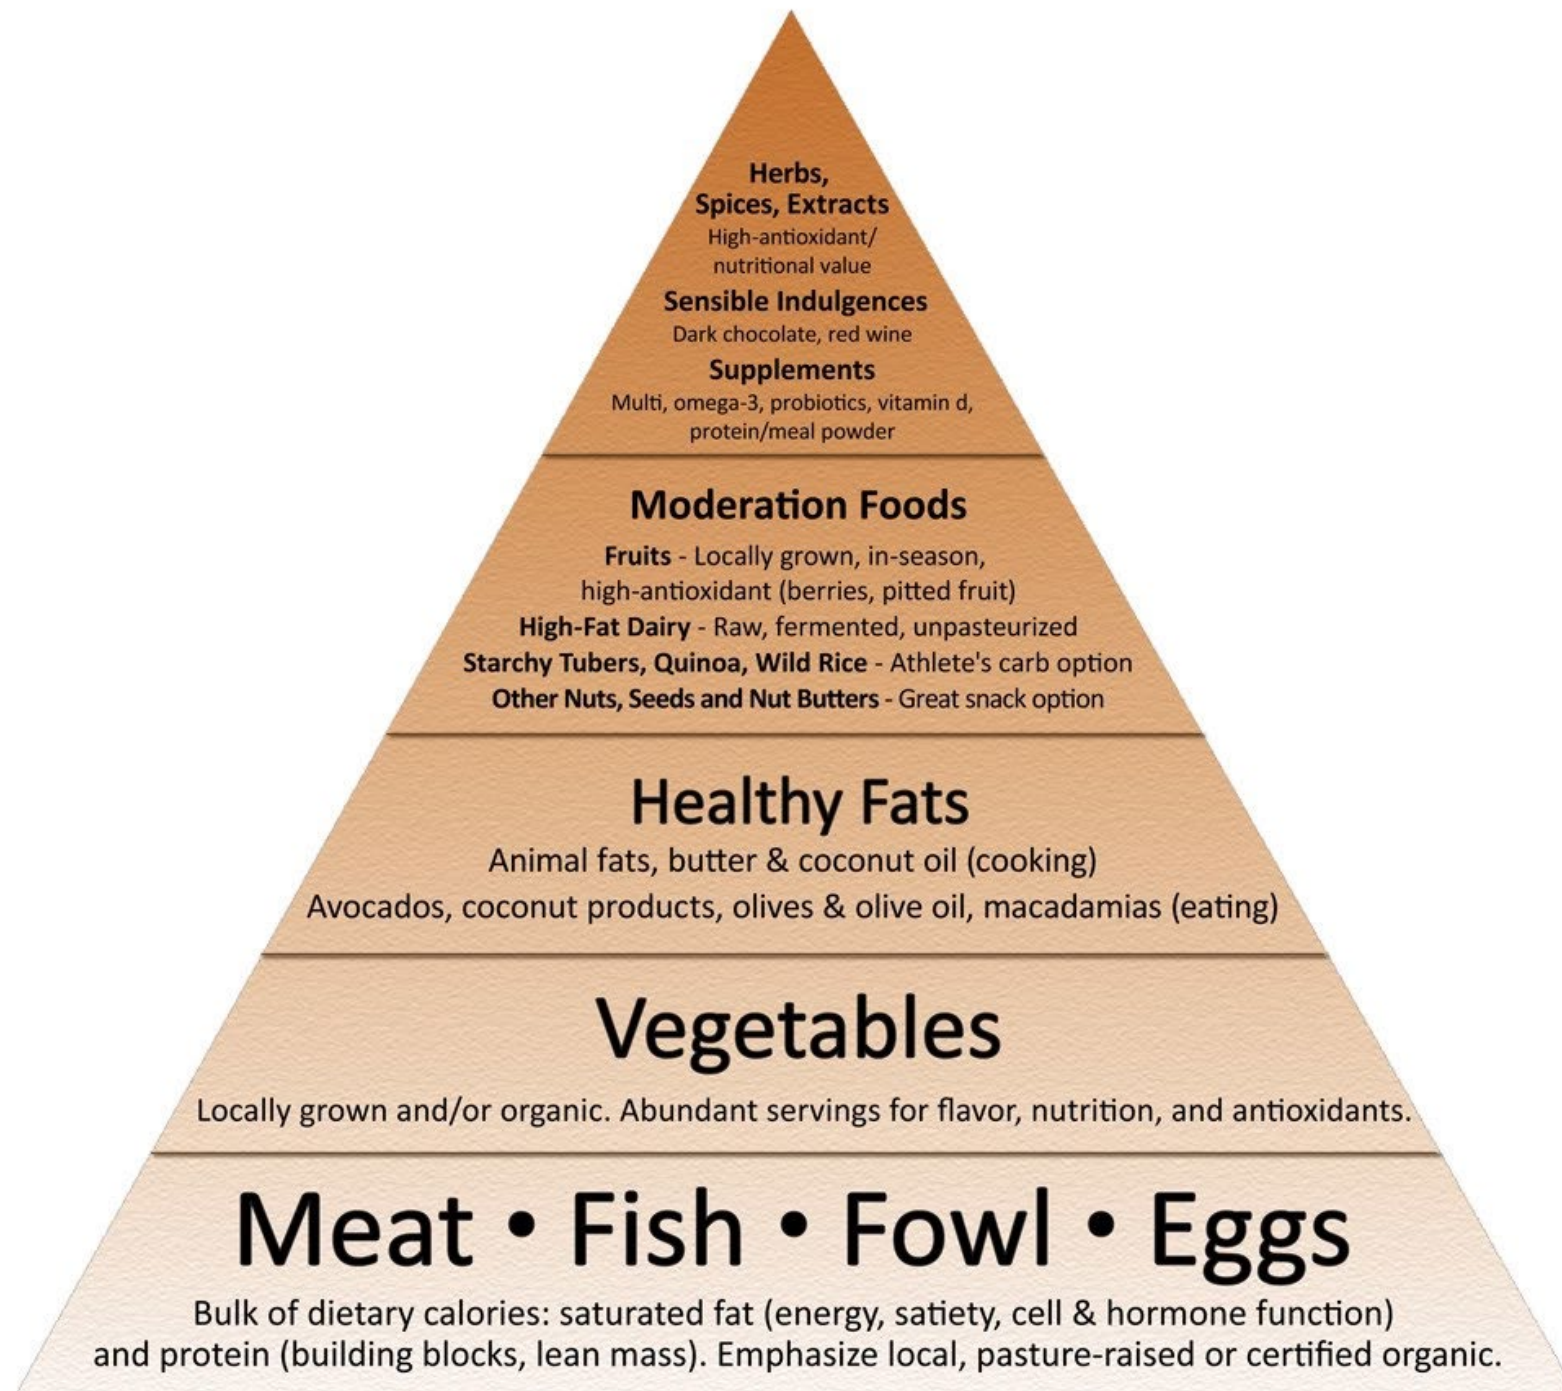 Herbs,
Spices, Extracts
High-antioxidant/
nutritional value
Sensible Indulgences
Dark chocolate, red wine
Supplements
Multi, omega-3, probiotics, vitamin d,
protein/meal powder
Moderation Foods
Fruits - Locally grown, in-season,
high-antioxidant (berries, pitted fruit)
High-Fat Dairy - Raw, fermented, unpasteurized
Starchy Tubers, Quinoa, Wild Rice - Athlete's carb option
Other Nuts, Seeds and Nut Butters - Great snack option
Healthy Fats
Animal fats, butter & coconut oil (cooking)
Avocados, coconut products, olives & olive oil, macadamias (eating)
Vegetables
Locally grown and/or organic. Abundant servings for flavor, nutrition, and antioxidants.
Meat • Fish • Fowl • Eggs
Bulk of dietary calories: saturated fat (energy, satiety, cell & hormone function)
and protein (building blocks, lean mass). Emphasize local, pasture-raised or certified organic.